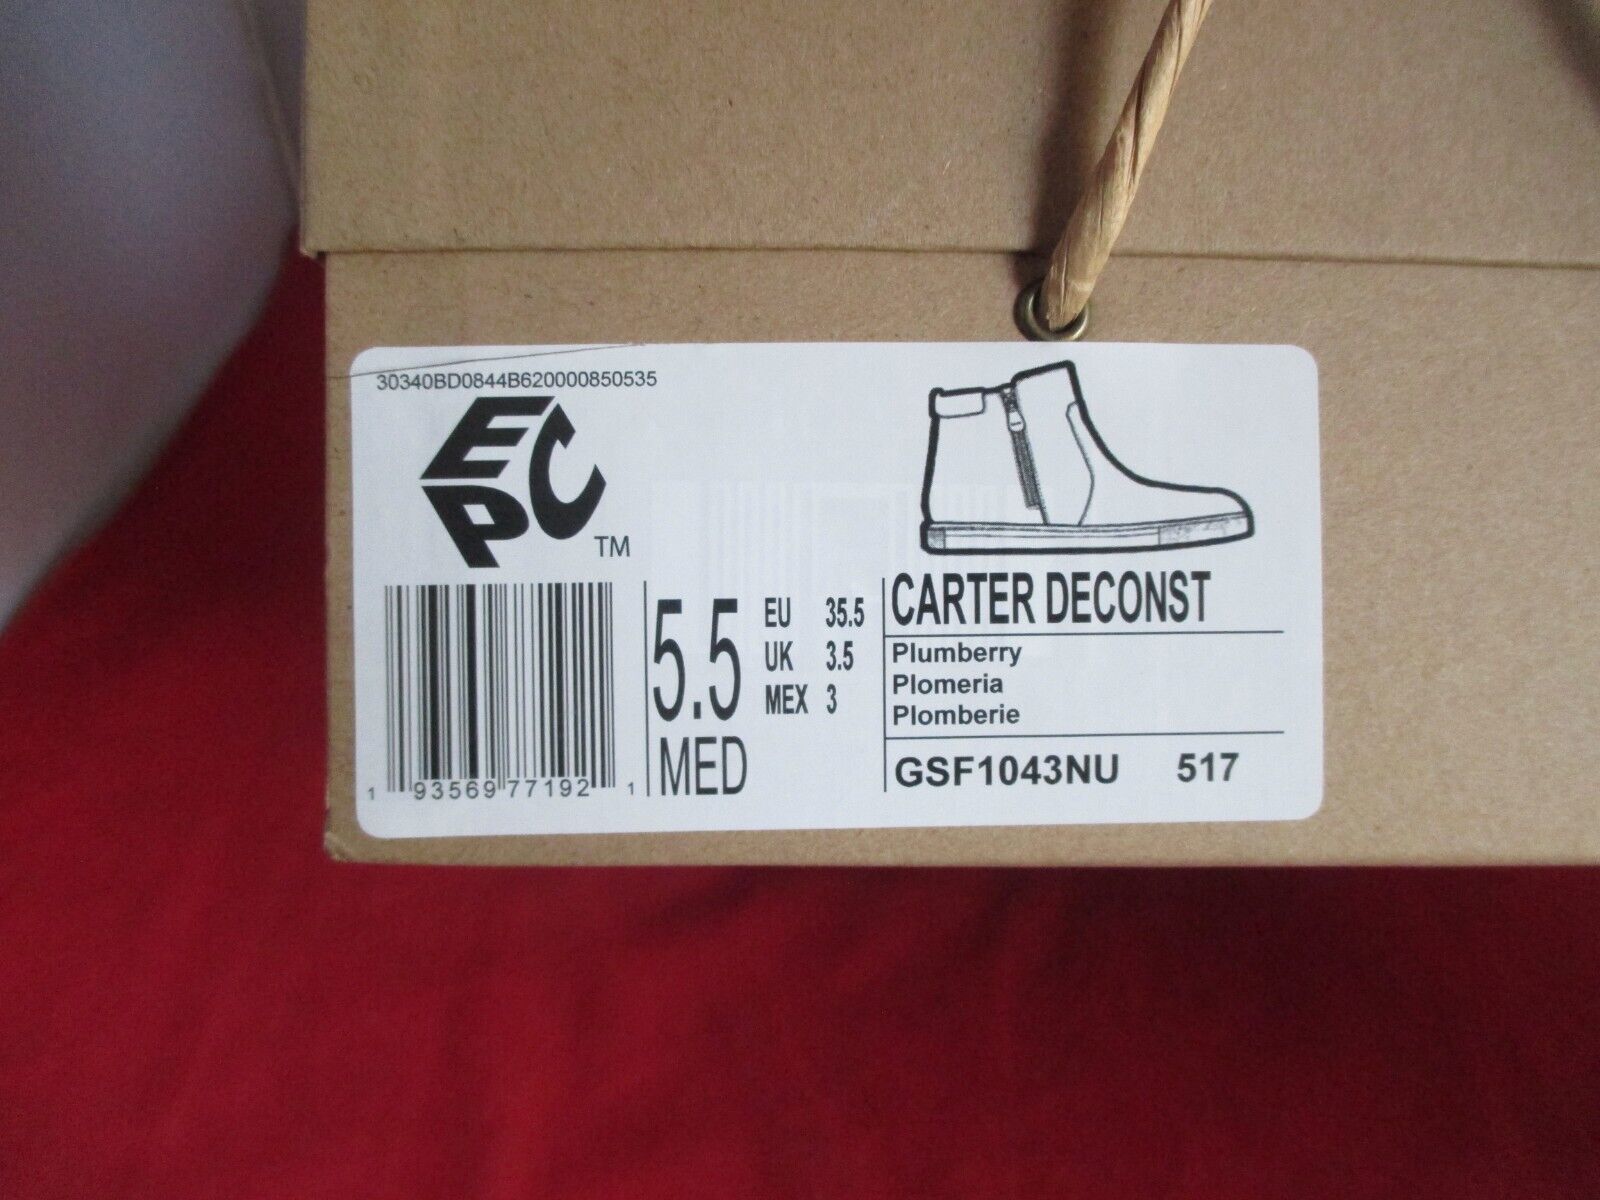 30340BD0844B620000850535
EPC
TM
1 93569 77192 1
5.5
MED
EU 35.5
UK 3.5
MEX 3
CARTER DECONST
Plumberry
Plomeria
Plomberie
GSF1043NU 517